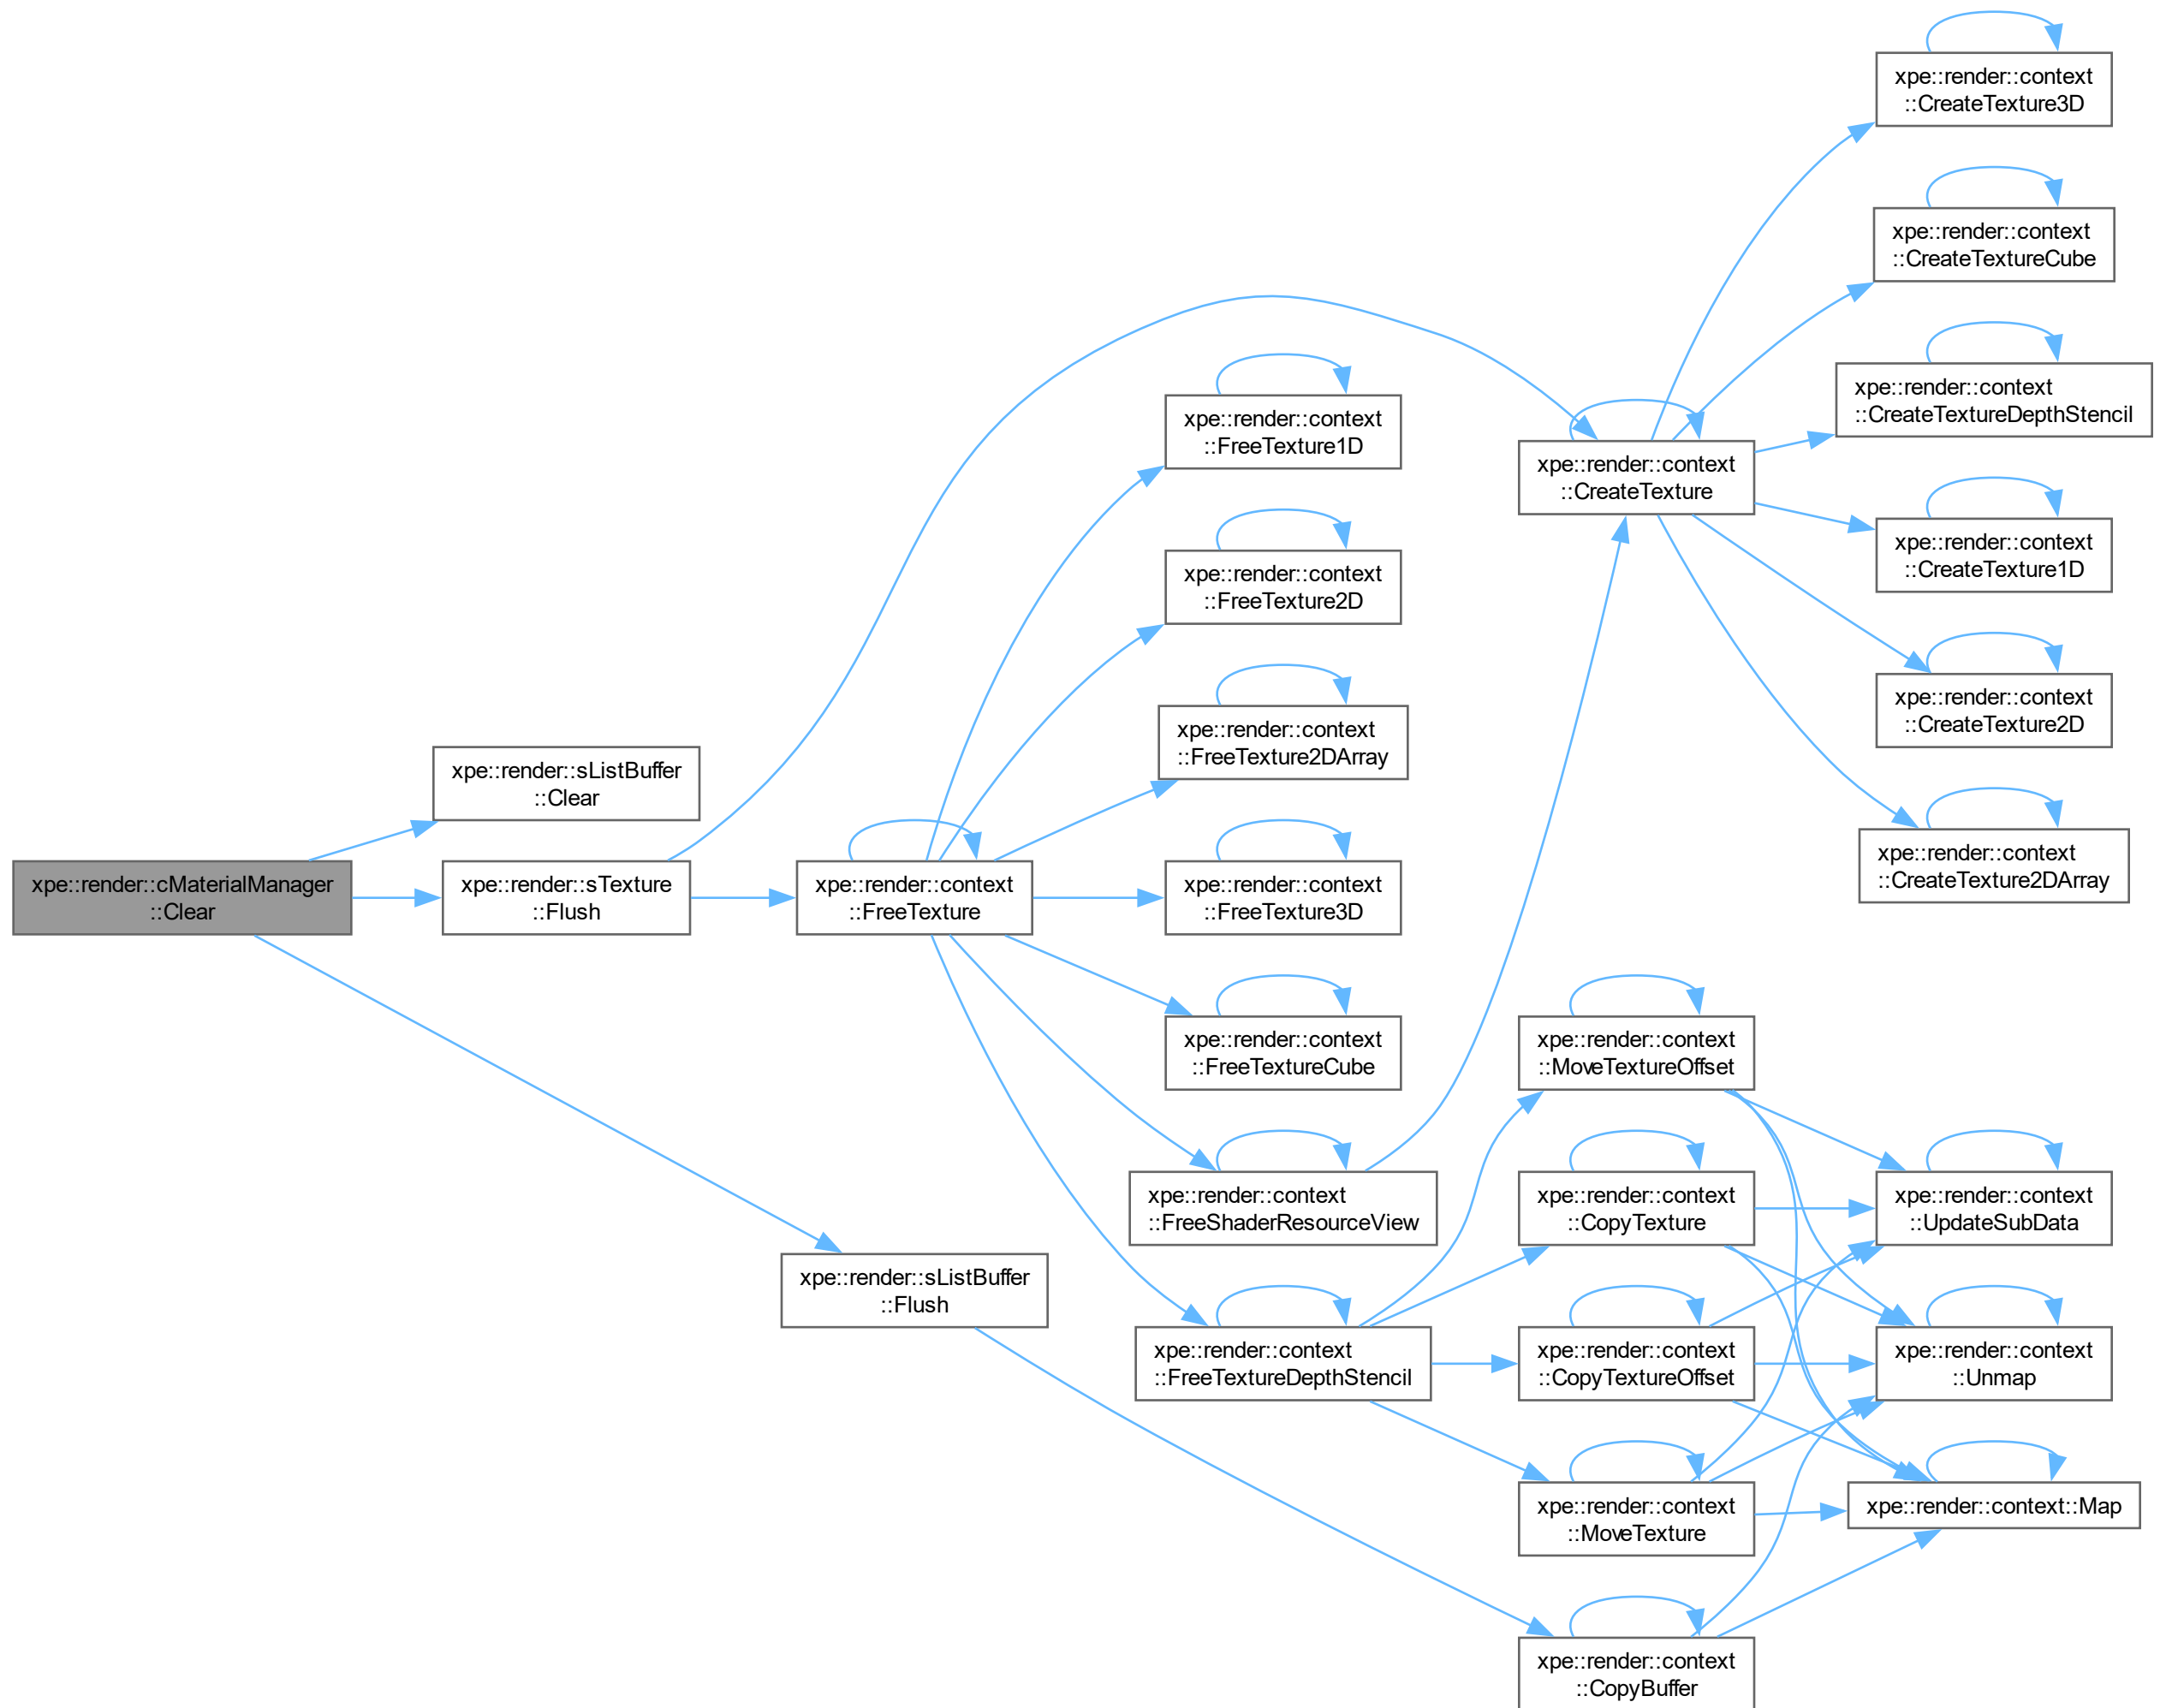 xpe::render::cMaterialManager
::Clear
xpe::render::sListBuffer
::Clear
xpe::render::sTexture
::Flush
xpe::render::sListBuffer
::Flush
xpe::render::context
::FreeTexture
xpe::render::context
::FreeTexture1D
xpe::render::context
::FreeTexture2D
xpe::render::context
::FreeTexture2DArray
xpe::render::context
::FreeTexture3D
xpe::render::context
::FreeTextureCube
xpe::render::context
::FreeShaderResourceView
xpe::render::context
::FreeTextureDepthStencil
xpe::render::context
::CreateTexture
xpe::render::context
::MoveTextureOffset
xpe::render::context
::CopyTexture
xpe::render::context
::CopyTextureOffset
xpe::render::context
::MoveTexture
xpe::render::context
::CopyBuffer
xpe::render::context
::CreateTexture3D
xpe::render::context
::CreateTextureCube
xpe::render::context
::CreateTextureDepthStencil
xpe::render::context
::CreateTexture1D
xpe::render::context
::CreateTexture2D
xpe::render::context
::CreateTexture2DArray
xpe::render::context
::UpdateSubData
xpe::render::context
::Unmap
xpe::render::context::Map